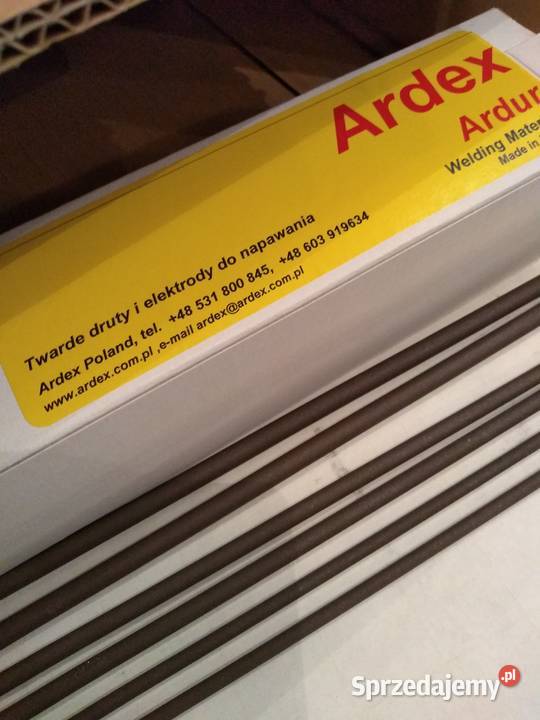 Ardex
Ardur
Welding Mater
Made in
Twarde druty i elektrody do napawania
Ardex Poland, tel. +48 531 800 845, +48 603 919634
www.ardex.com.pl ,e-mail ardex@ardex.com.pl
Sprzedajemy.pl